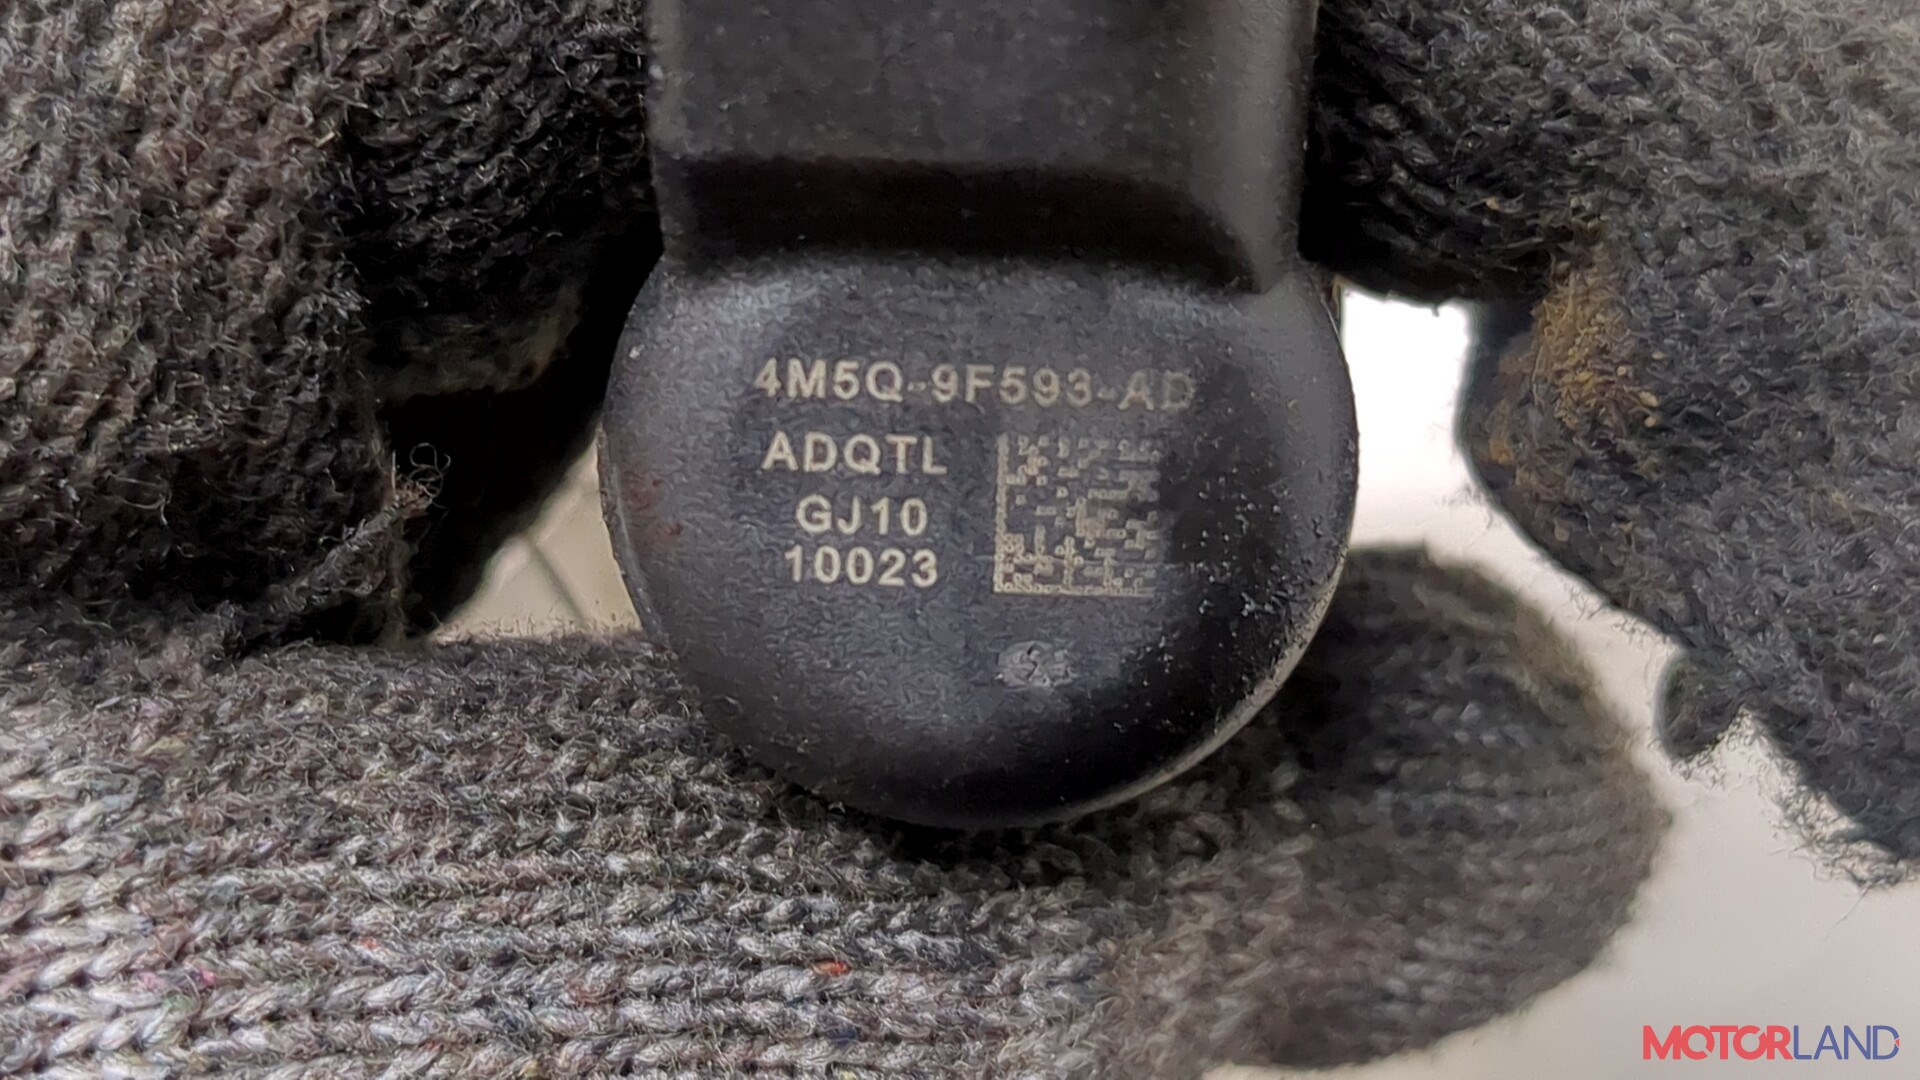 4M5Q-9F593-AD
ADQTL
GJ10
10023
MOTORLAND